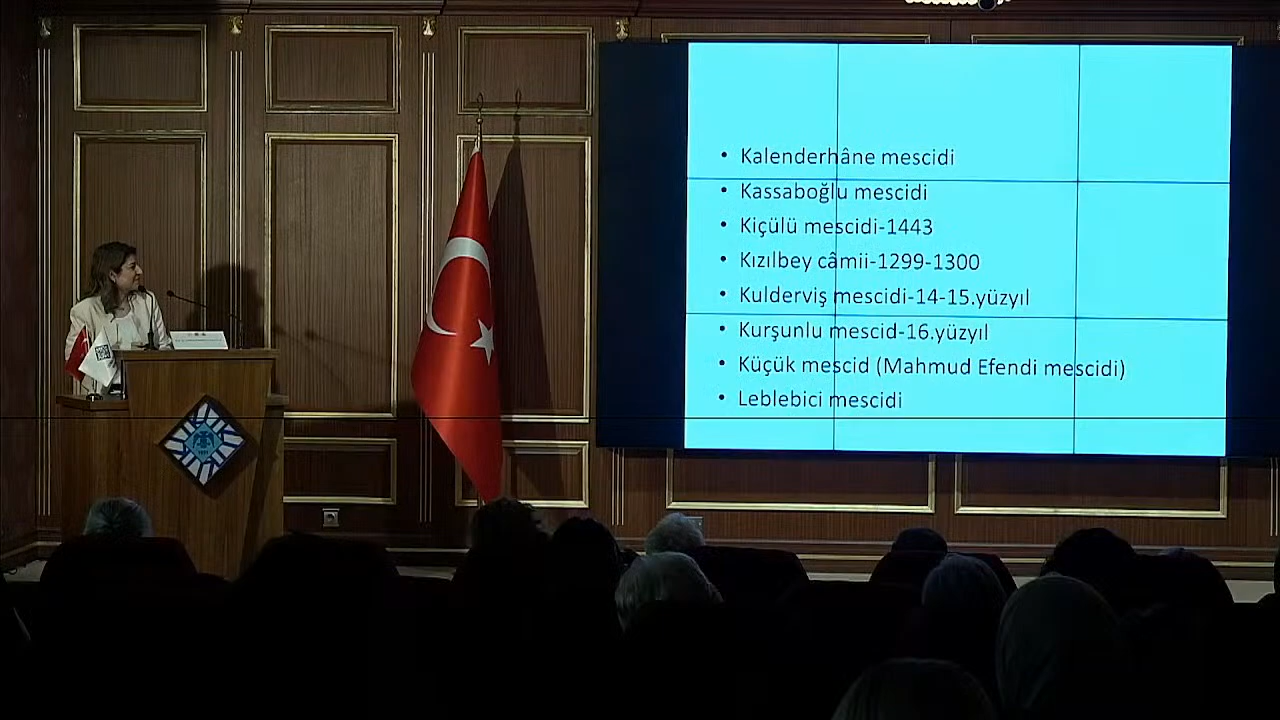 Kalenderhâne mescidi
Kassaboğlu mescidi
Kiçülü mescidi-1443
Kızılbey câmii-1299-1300
Kulderviş mescidi-14-15.yüzyıl
Kurşunlu mescid-16.yüzyıl
Küçük mescid (Mahmud Efendi mescidi)
Leblebici mescidi